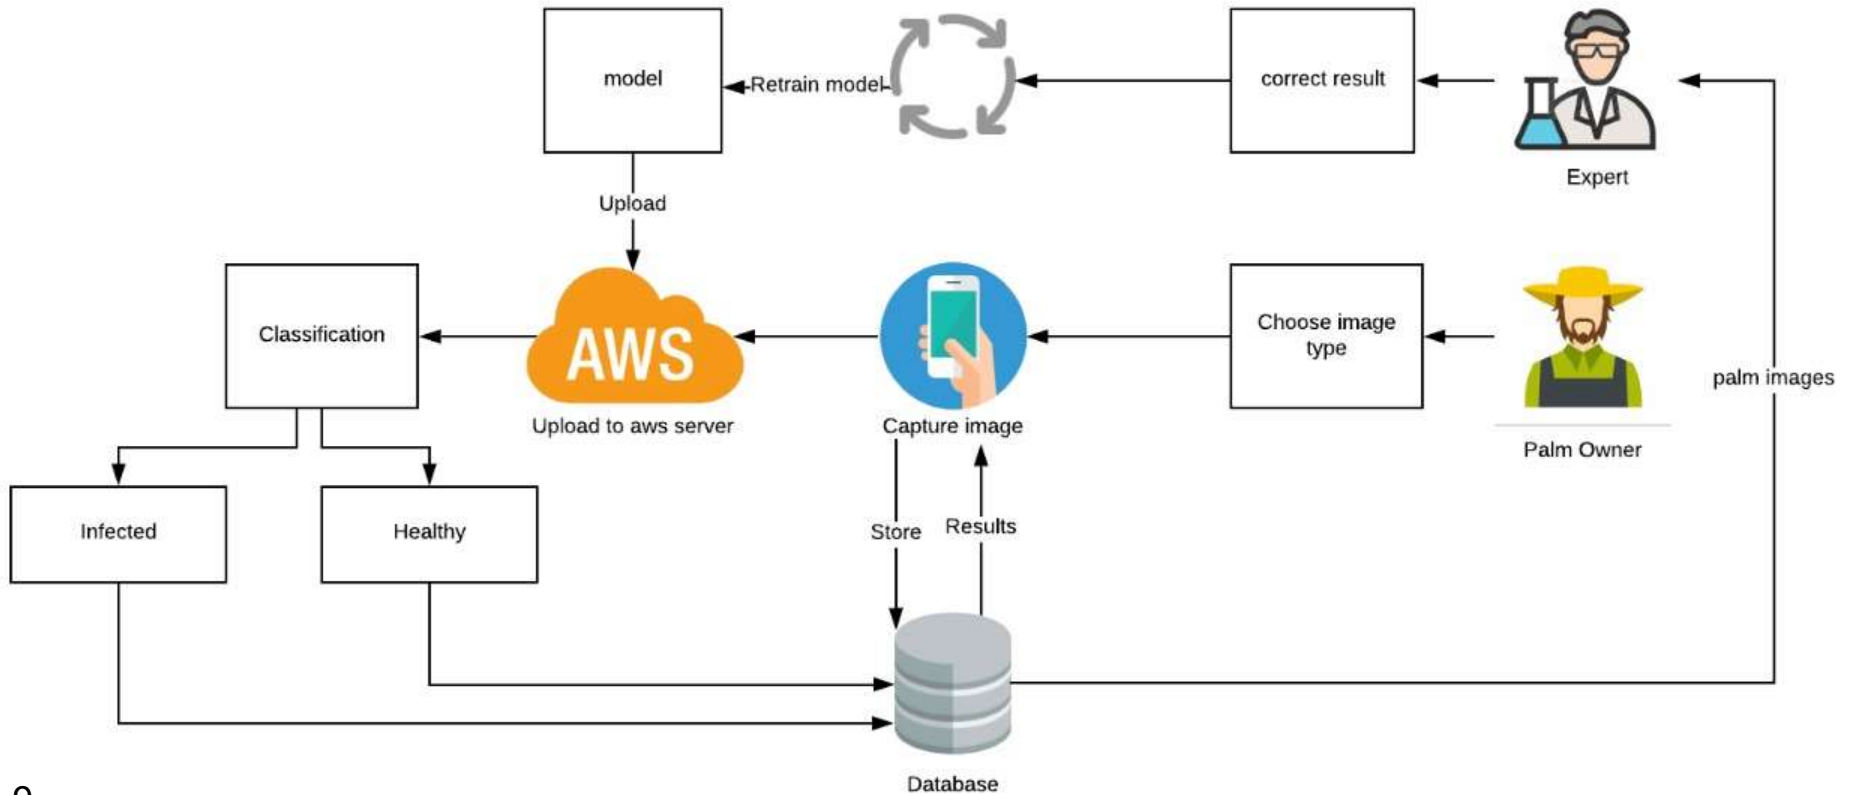 model
Retrain model
correct result
Expert
Upload
Classification
AWS
Upload to aws server
Capture image
Choose image
type
Palm Owner
palm images
Infected
Healthy
Store
Results
Database